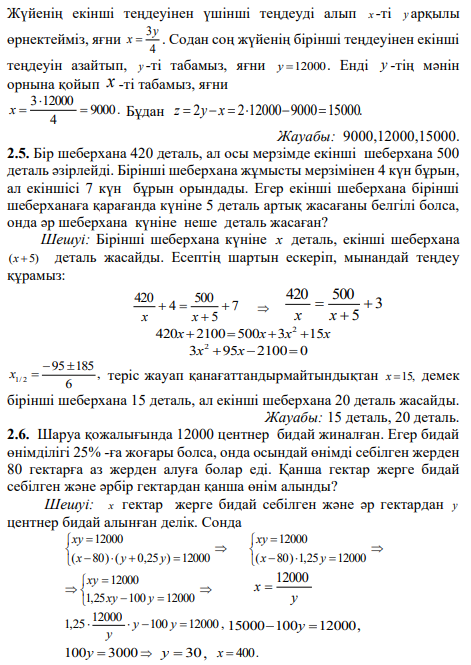 Жүйенің екінші теңдеуінен үшінші теңдеуді алып x-ті y арқылы
өрнектейміз, яғни x = 3y/4. Содан соң жүйенің бірінші теңдеуінен екінші
теңдеуін азайтып, y-ті табамыз, яғни y=12000. Енді y-тің мәнін
орнына қойып x-ті табамыз, яғни
x = 3·12000/4 = 9000. Бұдан z = 2y − x = 2·12000−9000=15000.
Жауабы: 9000,12000,15000.
2.5. Бір шеберхана 420 деталь, ал осы мерзімде екінші шеберхана 500
деталь әзірлейді. Бірінші шеберхана жұмысты мерзімінен 4 күн бұрын,
ал екіншісі 7 күн бұрын орындады. Егер екінші шеберхана бірінші
шеберханаға қарағанда күніне 5 деталь артық жасағаны белгілі болса,
онда әр шеберхана күніне неше деталь жасаған?
Шешуі: Бірінші шеберхана күніне x деталь, екінші шеберхана
(x+5) деталь жасайды. Есептің шартын ескеріп, мынандай теңдеу
құрамыз:
420/x + 4 = 500/(x+5) + 7 ⇒ 420/x = 500/(x+5) + 3
420x + 2100 = 500x + 3x² + 15x
3x² + 95x − 2100 = 0
x₁/₂ = (−95 ± 185)/6, теріс жауап қанағаттандырмайтындықтан x=15, демек
бірінші шеберхана 15 деталь, ал екінші шеберхана 20 деталь жасайды.
Жауабы: 15 деталь, 20 деталь.
2.6. Шаруа қожалығында 12000 центнер бидай жиналған. Егер бидай
өнімділігі 25% -ға жоғары болса, онда осындай өнімді себілген жерден
80 гектарға аз жерден алуға болар еді. Қанша гектар жерге бидай
себілген және әрбір гектардан қанша өнім алынды?
Шешуі: x гектар жерге бидай себілген және әр гектардан y
центнер бидай алынған делік. Сонда
{xy = 12000 ⇒ {xy = 12000 ⇒
{(x−80)·(y+0,25y) = 12000 {(x−80)·1,25y = 12000
⇒ {xy = 12000 ⇒ x = 12000/y
{1,25xy − 100y = 12000
1,25 · 12000/y · y − 100y = 12000, 15000 − 100y = 12000,
100y = 3000 ⇒ y = 30, x = 400.